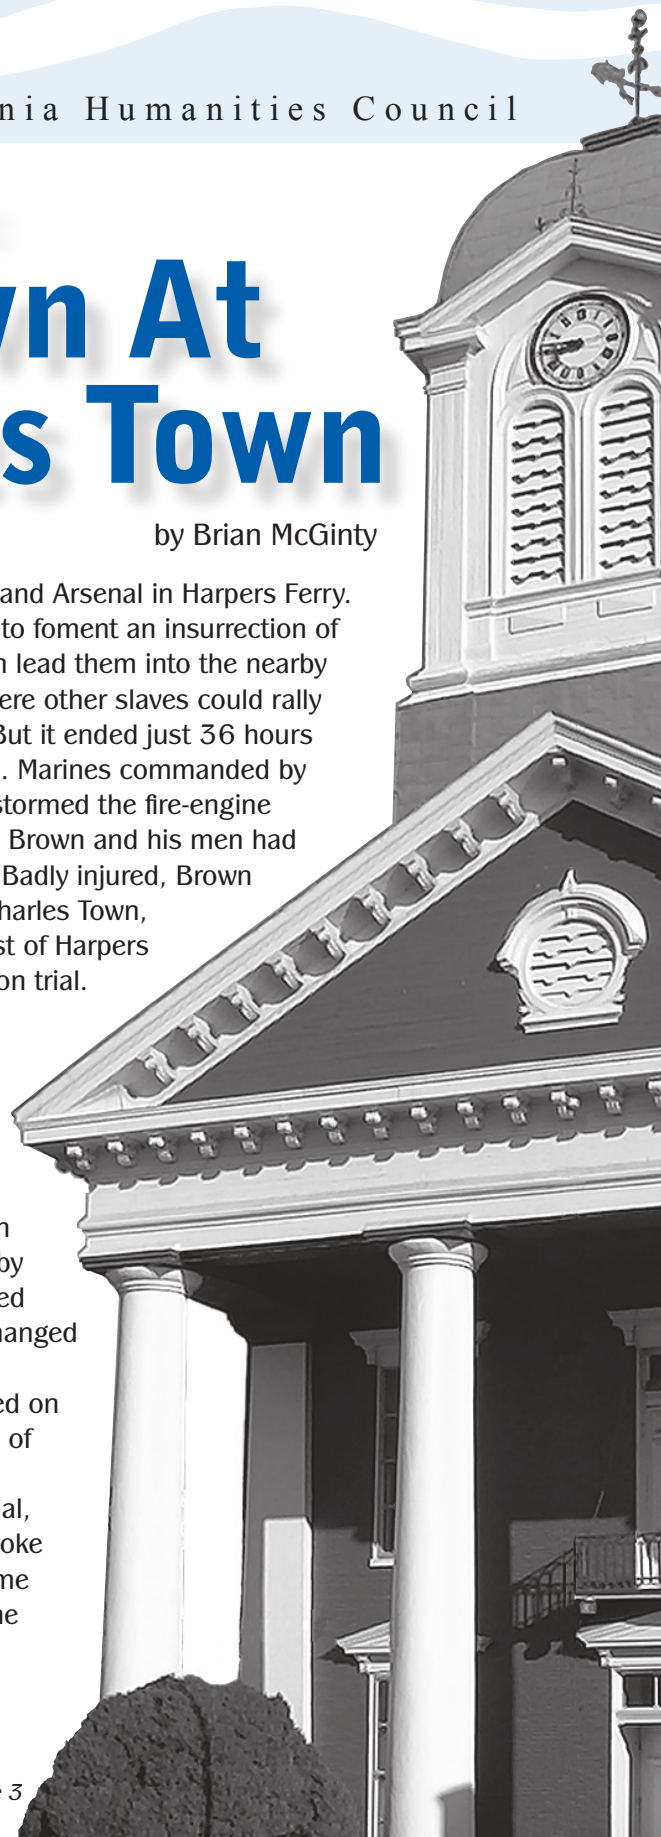 nia Humanities Council
wn At
s Town
by Brian McGinty
and Arsenal in Harpers Ferry.
to foment an insurrection of
n lead them into the nearby
ere other slaves could rally
But it ended just 36 hours
. Marines commanded by
stormed the fire-engine
Brown and his men had
Badly injured, Brown
harles Town,
st of Harpers
on trial.
n
by
ed
hanged
ed on
of
al,
oke
me
he
e 3